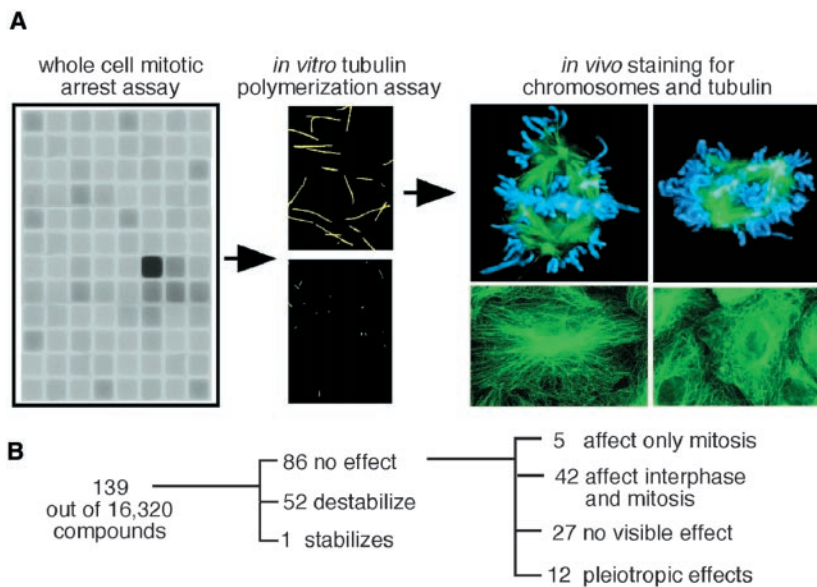 A
whole cell mitotic
arrest assay
in vitro tubulin
polymerization assay
in vivo staining for
chromosomes and tubulin
B
139
out of 16,320
compounds
86 no effect
52 destabilize
1 stabilizes
5 affect only mitosis
42 affect interphase
and mitosis
27 no visible effect
12 pleiotropic effects